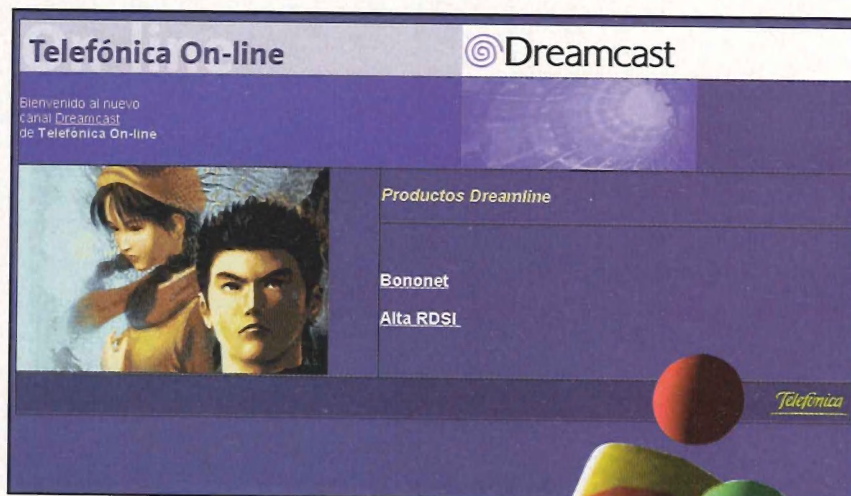 Telefónica On-line
Dreamcast
Bienvenido al nuevo
canal Dreamcast
de Telefónica On-line
Productos Dreamline
Bononet
Alta RDSI
Telefónica